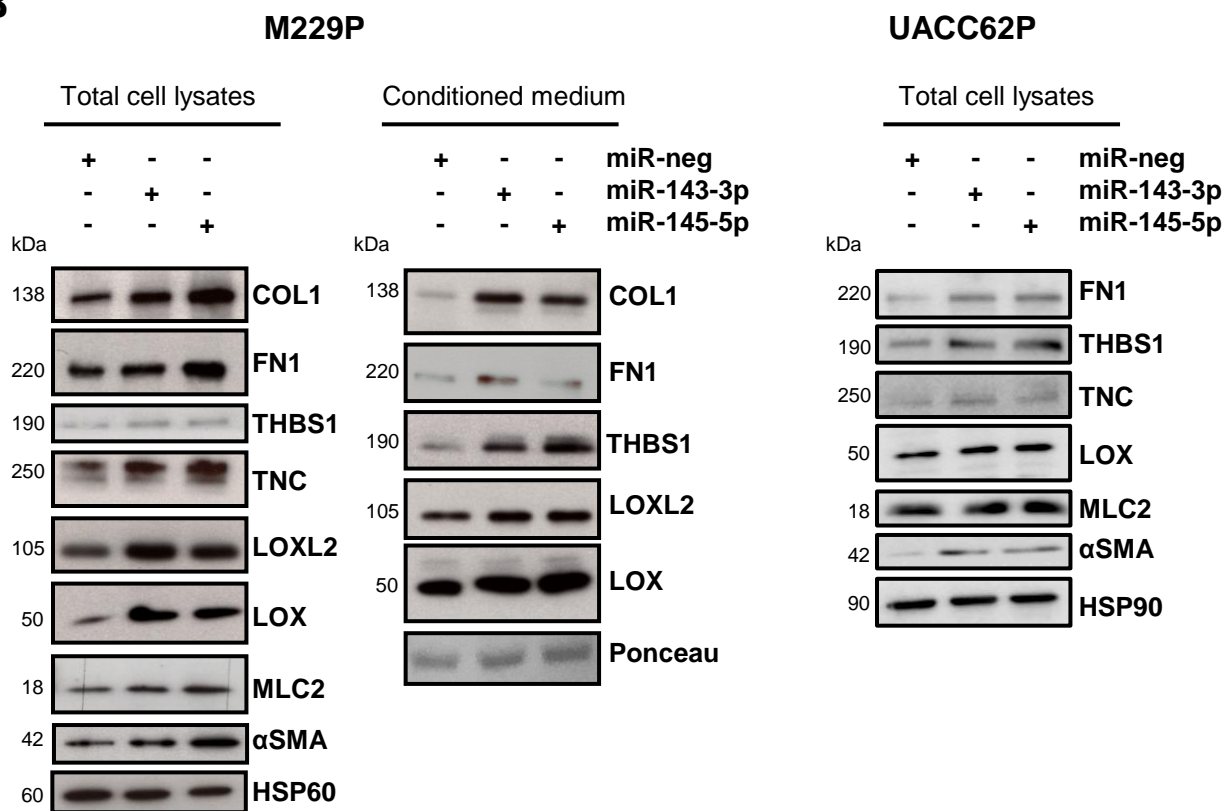 B
M229P
UACC62P
Total cell lysates
Conditioned medium
Total cell lysates
+ - -
+ - - miR-neg
+ - - miR-neg
- + -
- + - miR-143-3p
- + - miR-143-3p
- - +
- - + miR-145-5p
- - + miR-145-5p
kDa
138 COL1
220 FN1
190 THBS1
250 TNC
105 LOXL2
50 LOX
18 MLC2
42 αSMA
60 HSP60
kDa
138 COL1
220 FN1
190 THBS1
105 LOXL2
50 LOX
Ponceau
kDa
220 FN1
190 THBS1
250 TNC
50 LOX
18 MLC2
42 αSMA
90 HSP90